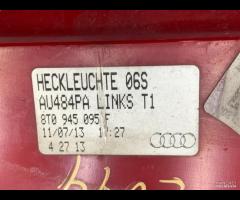 HECKLEUCHTE 06S
AU484PA LINKS T1
8T0 945 095 F
11/07/13 17:27
4 27 13